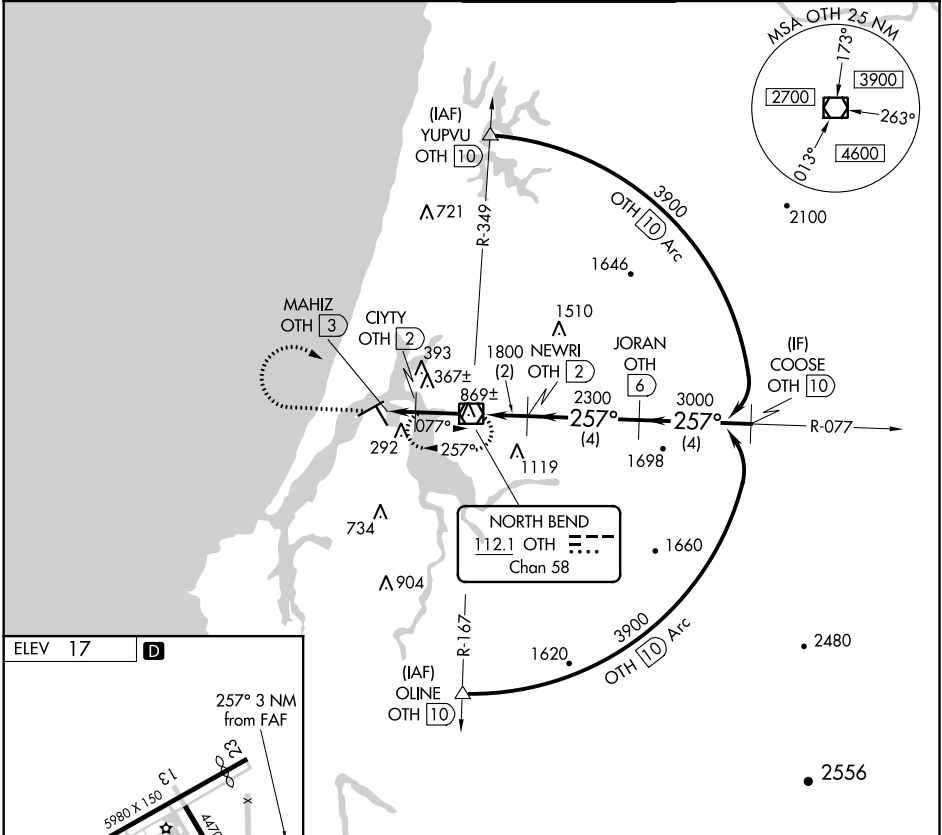 MSA OTH 25 NM
173°
3900
2700
263°
013°
4600
(IAF)
YUPVU
OTH 10
3900
OTH 10 Arc
2100
721
R-349
1646
MAHIZ
OTH 3
CIYTY
OTH 2
393
367±
1510
1800
(2)
NEWRI
OTH 2
JORAN
OTH
6
(IF)
COOSE
OTH 10
869±
2300
257°
(4)
3000
257°
(4)
R-077
077°
257°
292
1119
1698
734
NORTH BEND
112.1 OTH
Chan 58
1660
904
R-167
3900
OTH 10 Arc
1620
2480
(IAF)
OLINE
OTH 10
2556
ELEV 17
D
257° 3 NM
from FAF
23
13
5980 X 150
4470
X